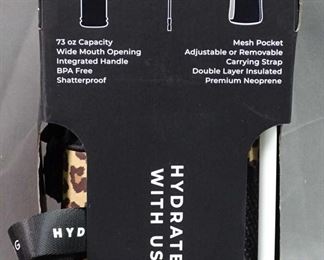 73 oz Capacity
Wide Mouth Opening
Integrated Handle
BPA Free
Shatterproof
Mesh Pocket
Adjustable or Removable
Carrying Strap
Double Layer Insulated
Premium Neoprene
HYDRATE
WITH US
G
HYD